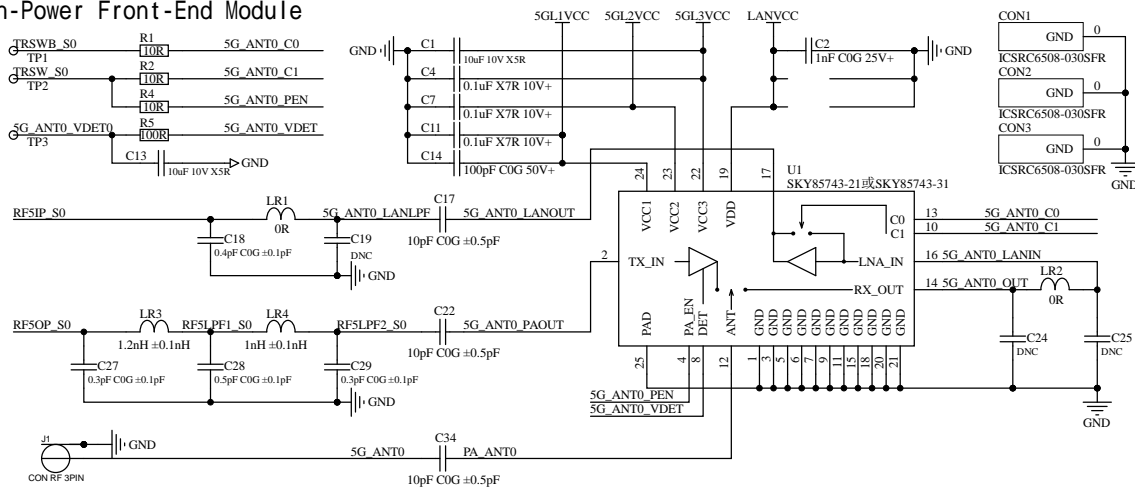 n-Power Front-End Module
5GL1VCC 5GL2VCC 5GL3VCC LANVCC
CON1
GND 0
ICSRC6508-030SFR
CON2
GND 0
ICSRC6508-030SFR
CON3
GND 0
ICSRC6508-030SFR
GND
TRSWB_S0
TP1
R1
10R
5G_ANT0_C0
TRSW_S0
TP2
R2
10R
5G_ANT0_C1
R4
10R
5G_ANT0_PEN
5G_ANT0_VDET0
TP3
R5
100R
5G_ANT0_VDET
C13
10uF 10V X5R
GND
GND
C1
10uF 10V X5R
C4
0.1uF X7R 10V+
C7
0.1uF X7R 10V+
C11
0.1uF X7R 10V+
C14
100pF C0G 50V+
C2
1nF C0G 25V+
GND
RF5IP_S0
LR1
0R
5G_ANT0_LANLPF
C17
10pF C0G ±0.5pF
5G_ANT0_LANOUT
C18
0.4pF C0G ±0.1pF
C19
DNC
GND
RF5OP_S0
LR3
1.2nH ±0.1nH
RF5LPF1_S0
LR4
1nH ±0.1nH
RF5LPF2_S0
C22
10pF C0G ±0.5pF
5G_ANT0_PAOUT
C27
0.3pF C0G ±0.1pF
C28
0.5pF C0G ±0.1pF
C29
0.3pF C0G ±0.1pF
GND
J1
GND
CON RF 3PIN
5G_ANT0
C34
10pF C0G ±0.5pF
PA_ANT0
U1
SKY85743-21或SKY85743-31
24 23 22 19 17
VCC1 VCC2 VCC3 VDD
C0 13 5G_ANT0_C0
C1 10 5G_ANT0_C1
2 TX_IN
LNA_IN 16 5G_ANT0_LANIN
RX_OUT 14 5G_ANT0_OUT
LR2
0R
PAD PA_EN DET ANT GND GND GND GND GND GND GND GND GND GND GND
25 4 8 12 1 3 5 6 7 9 11 15 18 20 21
5G_ANT0_PEN
5G_ANT0_VDET
C24
DNC
C25
DNC
GND